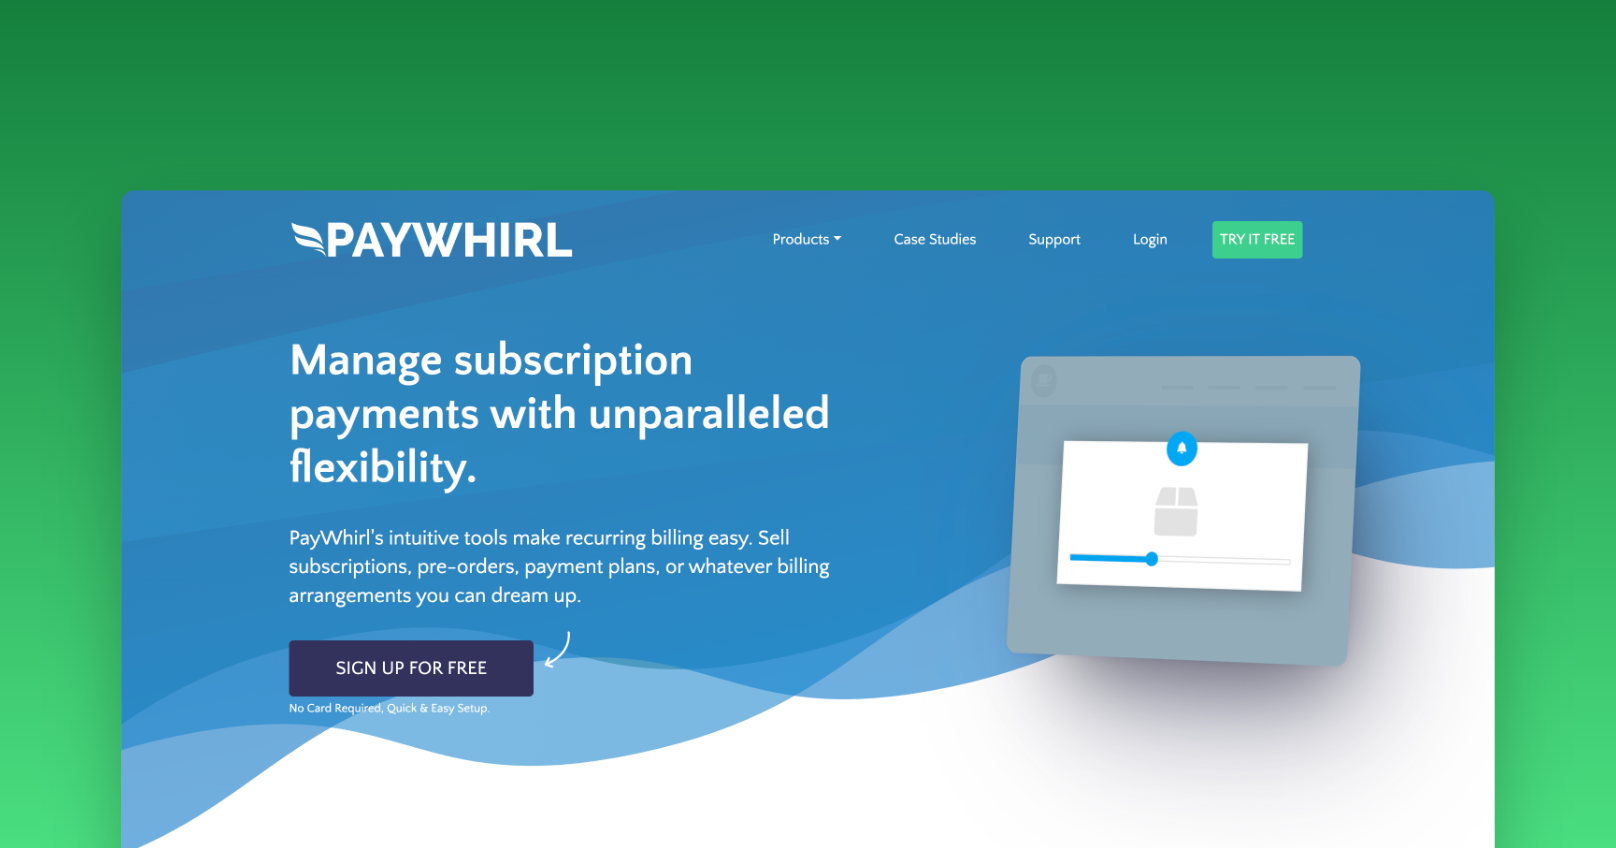 PAYWHIRL
Products
Case Studies
Support
Login
TRY IT FREE
Manage subscription
payments with unparalleled
flexibility.
PayWhirl's intuitive tools make recurring billing easy. Sell
subscriptions, pre-orders, payment plans, or whatever billing
arrangements you can dream up.
SIGN UP FOR FREE
No Card Required, Quick & Easy Setup.